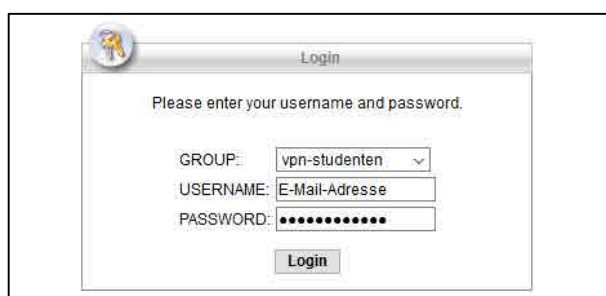 Login
Please enter your username and password.
GROUP: vpn-studenten
USERNAME: E-Mail-Adresse
PASSWORD: ••••••••••••
Login